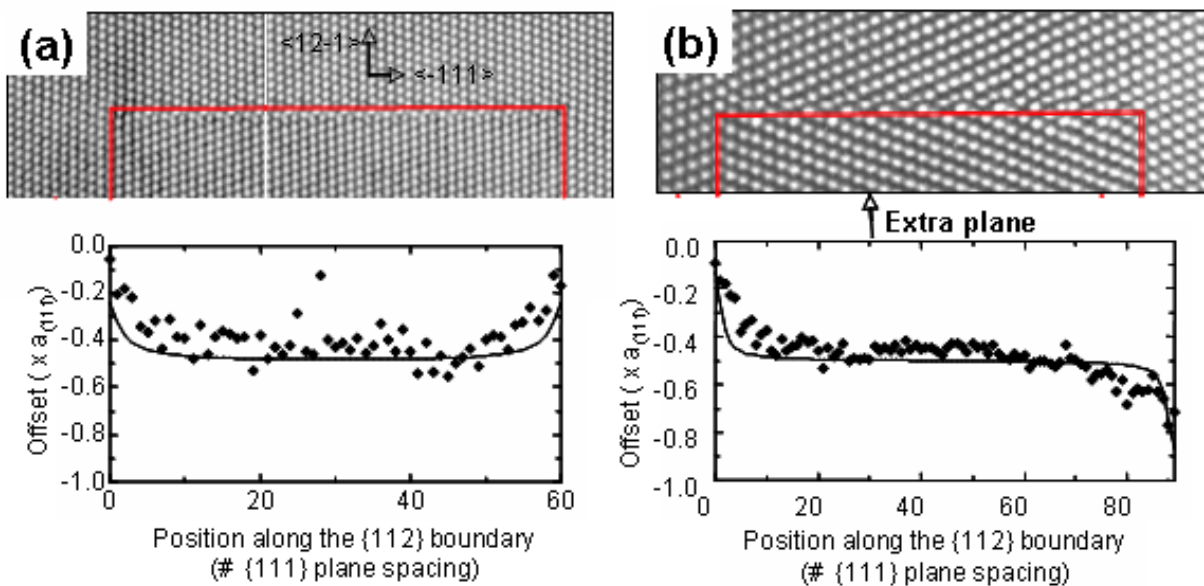 (a)
<12-1>
<-111>
(b)
Extra plane
0.0
-0.2
-0.4
-0.6
-0.8
-1.0
Offset ( x a(111))
0
20
40
60
Position along the {112} boundary
(# {111} plane spacing)
0.0
-0.2
-0.4
-0.6
-0.8
-1.0
Offset ( x a(111))
0
20
40
60
80
Position along the {112} boundary
(# {111} plane spacing)